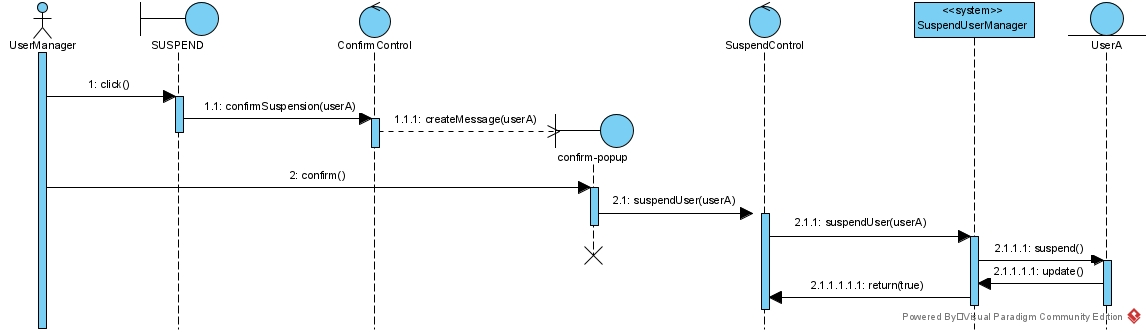 <<system>>
UserManager
SUSPEND
ConfirmControl
SuspendControl
SuspendUserManager
UserA
1: click()
1.1: confirmSuspension(userA)
1.1.1: createMessage(userA)
confirm-popup
2: confirm()
2.1: suspendUser(userA)
2.1.1: suspendUser(userA)
2.1.1.1: suspend()
2.1.1.1.1: update()
2.1.1.1.1.1: return(true)
Powered By Visual Paradigm Community Edition